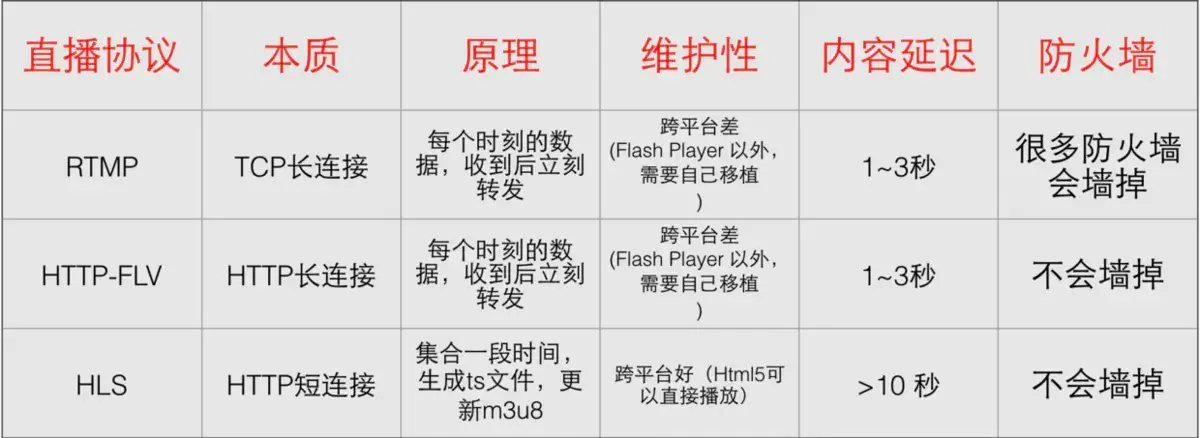 直播协议 本质 原理 维护性 内容延迟 防火墙
RTMP
TCP长连接
每个时刻的数
据，收到后立刻
转发
跨平台差
(Flash Player 以外，
需要自己移植
)
1~3秒
很多防火墙
会墙掉
HTTP-FLV
HTTP长连接
每个时刻的数
据，收到后立刻
转发
跨平台差
(Flash Player 以外，
需要自己移植
)
1~3秒
不会墙掉
HLS
HTTP短连接
集合一段时间，
生成ts文件，更
新m3u8
跨平台好（Html5可
以直接播放）
>10 秒
不会墙掉